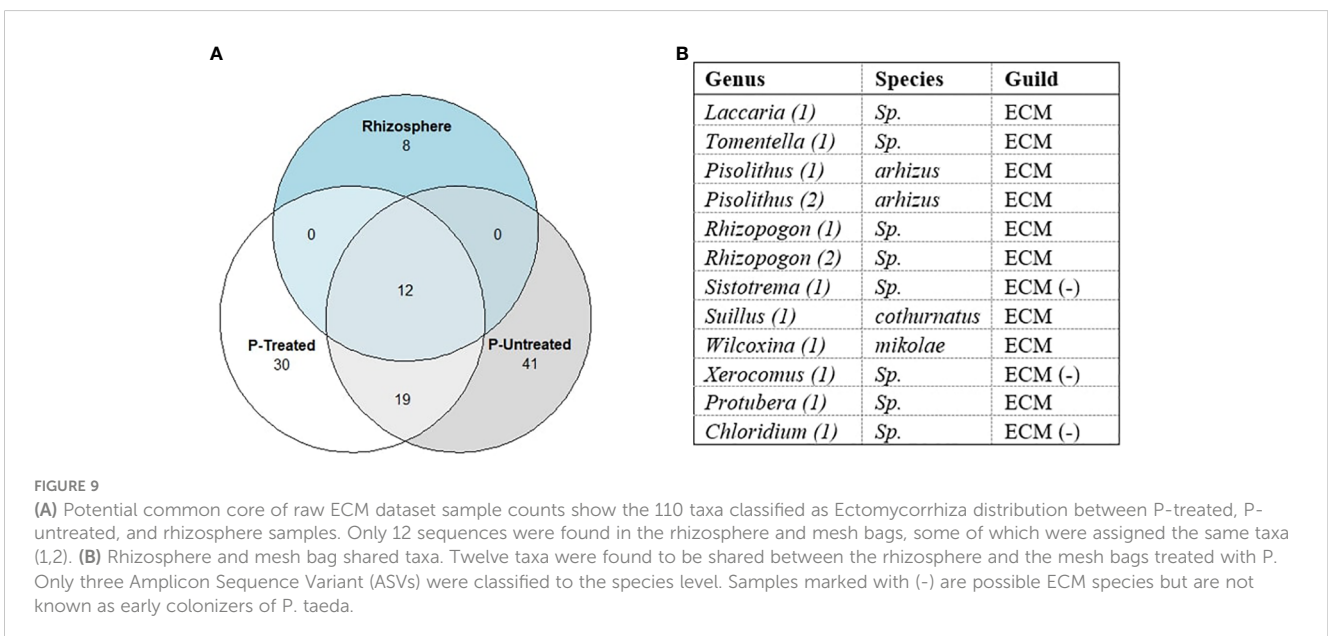 A
Rhizosphere
8
0
0
12
P-Treated
30
P-Untreated
41
19
B
Genus Species Guild
Laccaria (1) Sp. ECM
Tomentella (1) Sp. ECM
Pisolithus (1) arhizus ECM
Pisolithus (2) arhizus ECM
Rhizopogon (1) Sp. ECM
Rhizopogon (2) Sp. ECM
Sistotrema (1) Sp. ECM (-)
Suillus (1) cothurnatus ECM
Wilcoxina (1) mikolae ECM
Xerocomus (1) Sp. ECM (-)
Protubera (1) Sp. ECM
Chloridium (1) Sp. ECM (-)
FIGURE 9
(A) Potential common core of raw ECM dataset sample counts show the 110 taxa classified as Ectomycorrhiza distribution between P-treated, P-
untreated, and rhizosphere samples. Only 12 sequences were found in the rhizosphere and mesh bags, some of which were assigned the same taxa
(1,2). (B) Rhizosphere and mesh bag shared taxa. Twelve taxa were found to be shared between the rhizosphere and the mesh bags treated with P.
Only three Amplicon Sequence Variant (ASVs) were classified to the species level. Samples marked with (-) are possible ECM species but are not
known as early colonizers of P. taeda.